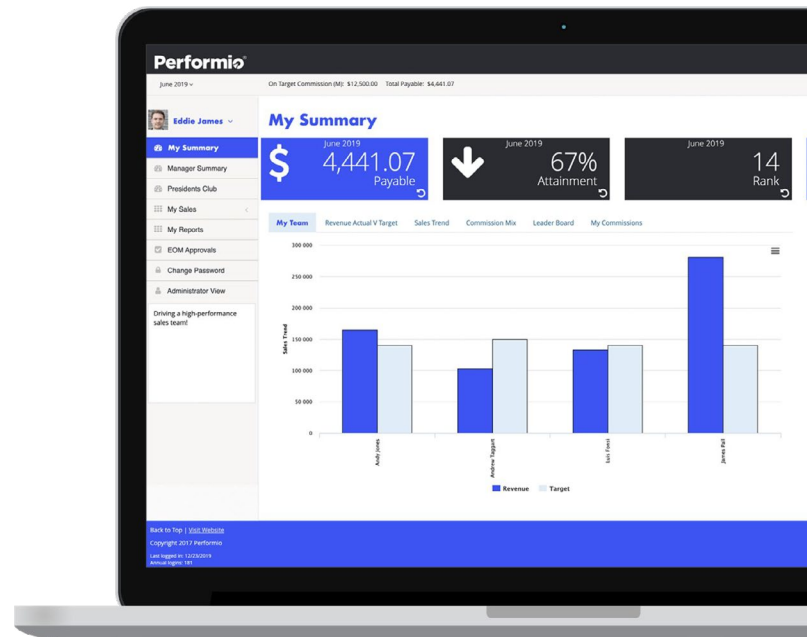 Performio
June 2019
On Target Commission (M): $12,500.00 Total Payable: $4,441.07
Eddie James
My Summary
Manager Summary
Presidents Club
My Sales
My Reports
EOM Approvals
Change Password
Administrator View
Driving a high-performance
sales team!
My Summary
June 2019
$ 4,441.07
Payable
June 2019
67%
Attainment
June 2019
14
Rank
My Team Revenue Actual V Target Sales Trend Commission Mix Leader Board My Commissions
300 000
250 000
200 000
150 000
100 000
50 000
0
Sales Trend
Andy Jones
Andrew Taggart
Luis Fonsi
James Pall
Revenue Target
Back to Top | Visit Website
Copyright 2017 Performio
Last logged in: 12/23/2019
Annual logins: 181